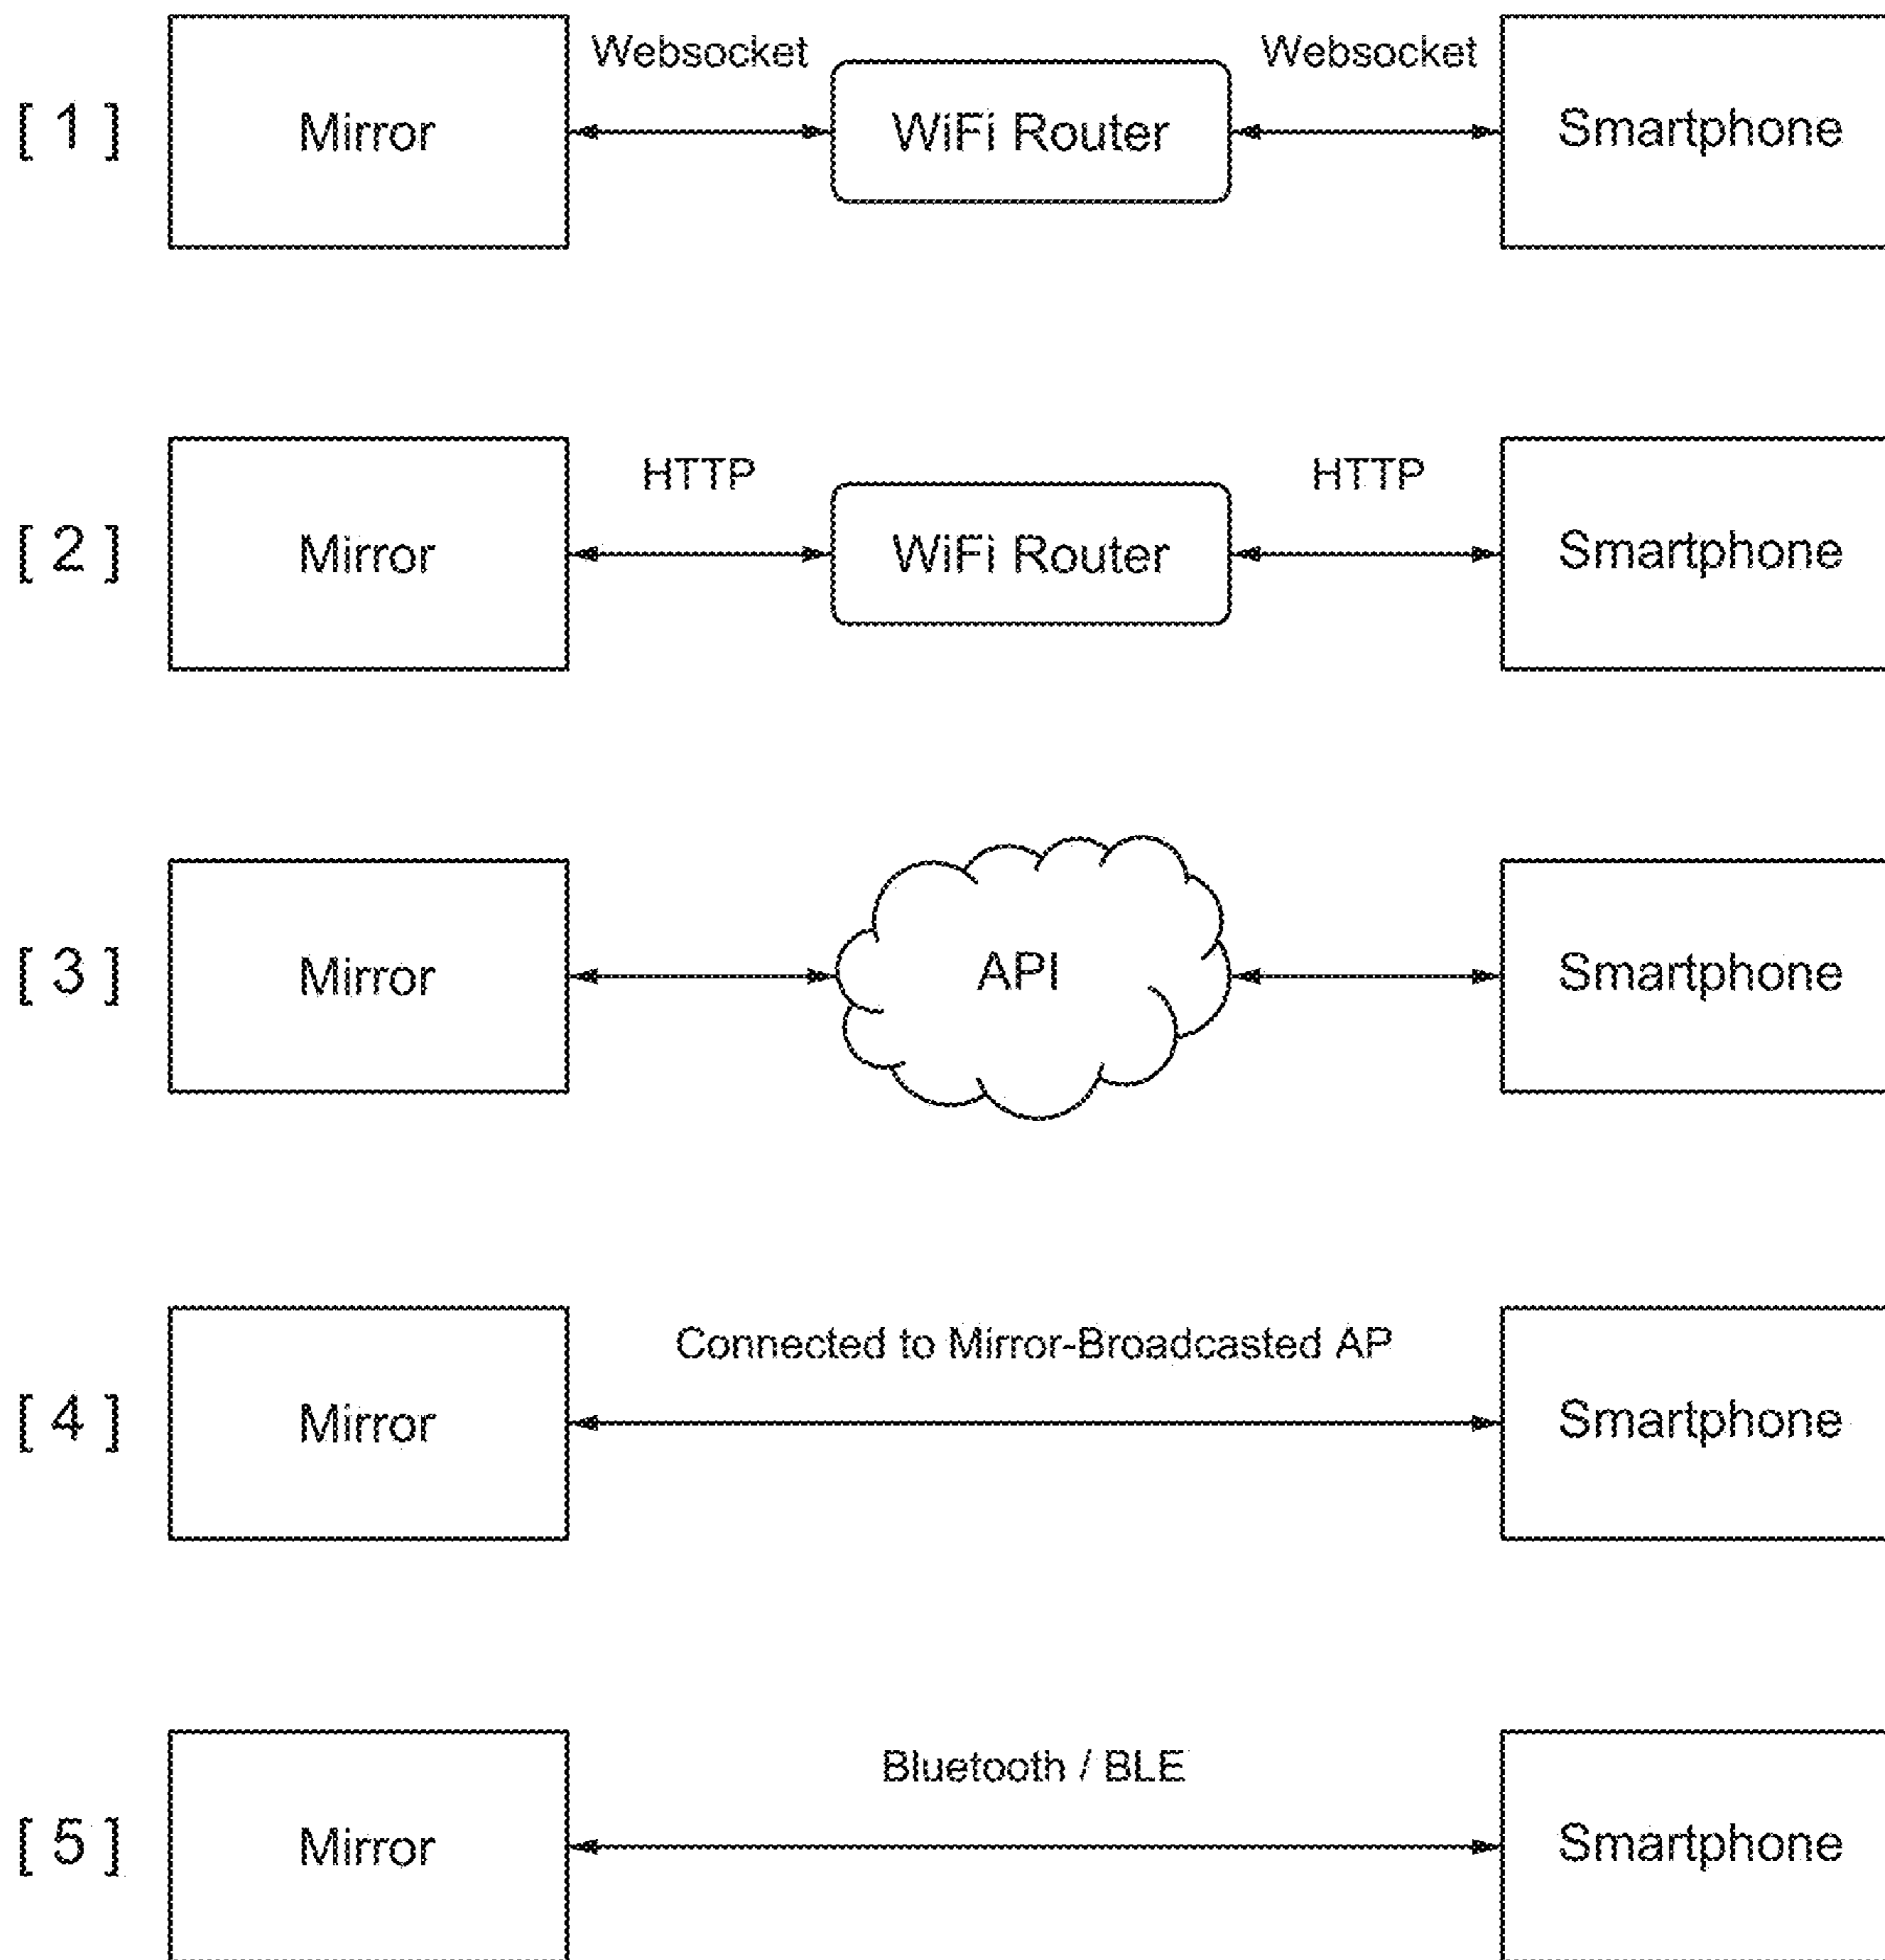 Websocket Websocket
[ 1 ] Mirror WiFi Router Smartphone
HTTP HTTP
[ 2 ] Mirror WiFi Router Smartphone
[ 3 ] Mirror API Smartphone
Connected to Mirror-Broadcasted AP
[ 4 ] Mirror Smartphone
Bluetooth / BLE
[ 5 ] Mirror Smartphone